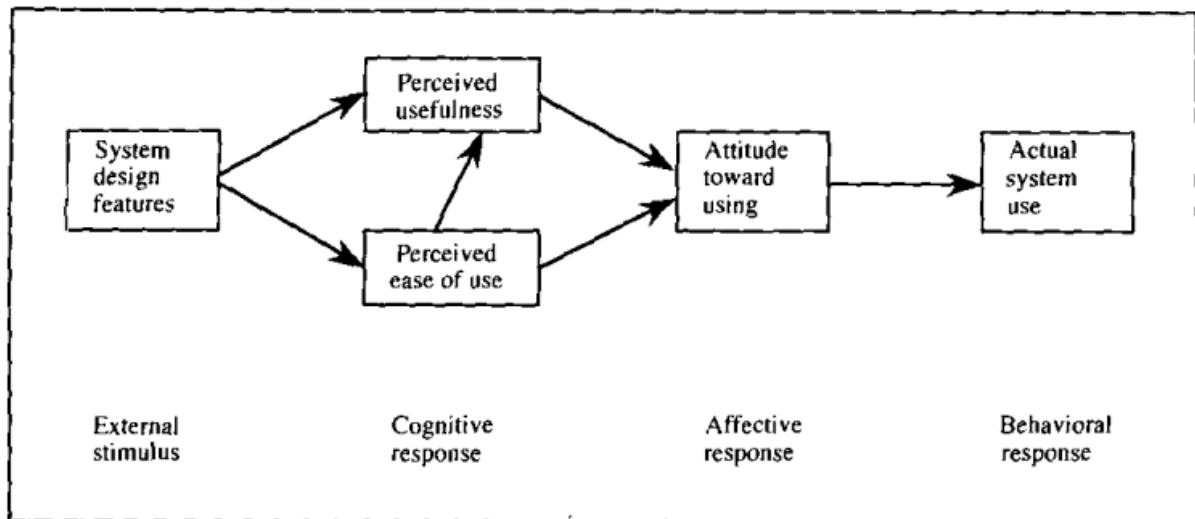 System
design
features
Perceived
usefulness
Perceived
ease of use
Attitude
toward
using
Actual
system
use
External
stimulus
Cognitive
response
Affective
response
Behavioral
response